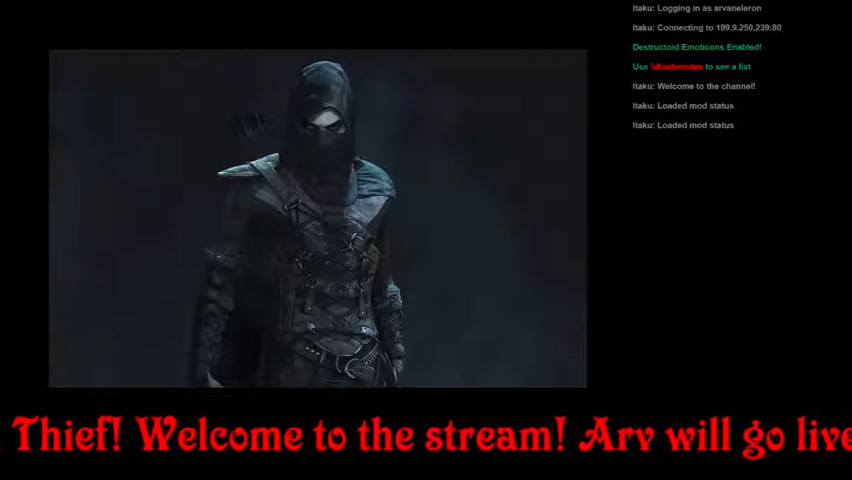 Itaku: Logging in as arvaneleron
Itaku: Connecting to 199.9.250.239:80
Destructoid Emoticons Enabled!
Use to see a list
Itaku: Welcome to the channel!
Itaku: Loaded mod status
Itaku: Loaded mod status
Thief! Welcome to the stream! Arv will go live